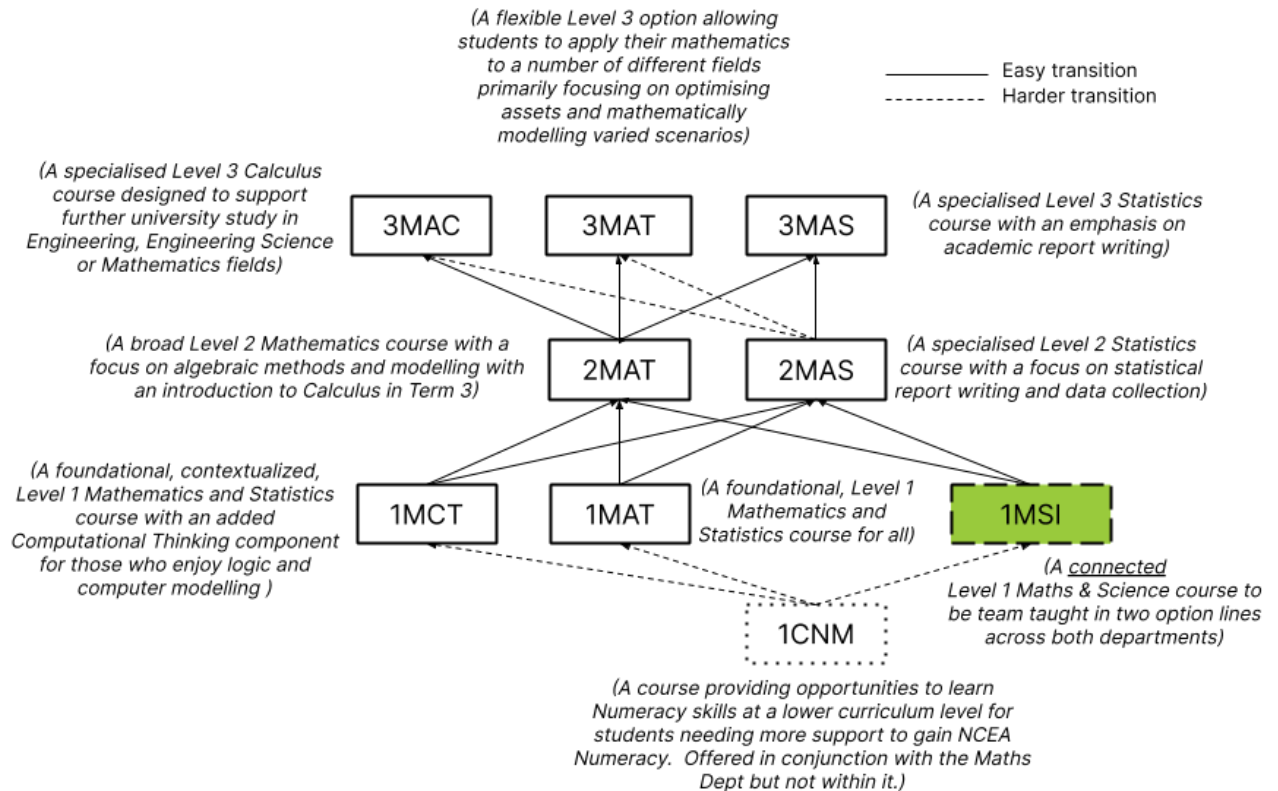 (A flexible Level 3 option allowing
students to apply their mathematics
to a number of different fields
primarily focusing on optimising
assets and mathematically
modelling varied scenarios)
Easy transition
Harder transition
(A specialised Level 3 Calculus
course designed to support
further university study in
Engineering, Engineering Science
or Mathematics fields)
3MAC
3MAT
3MAS
(A specialised Level 3 Statistics
course with an emphasis on
academic report writing)
(A broad Level 2 Mathematics course with a
focus on algebraic methods and modelling with
an introduction to Calculus in Term 3)
2MAT
2MAS
(A specialised Level 2 Statistics
course with a focus on statistical
report writing and data collection)
(A foundational, contextualized,
Level 1 Mathematics and Statistics
course with an added
Computational Thinking component
for those who enjoy logic and
computer modelling )
1MCT
1MAT
(A foundational, Level 1
Mathematics and
Statistics course for all)
1MSI
(A connected
Level 1 Maths & Science course to
be team taught in two option lines
across both departments)
1CNM
(A course providing opportunities to learn
Numeracy skills at a lower curriculum level for
students needing more support to gain NCEA
Numeracy. Offered in conjunction with the Maths
Dept but not within it.)